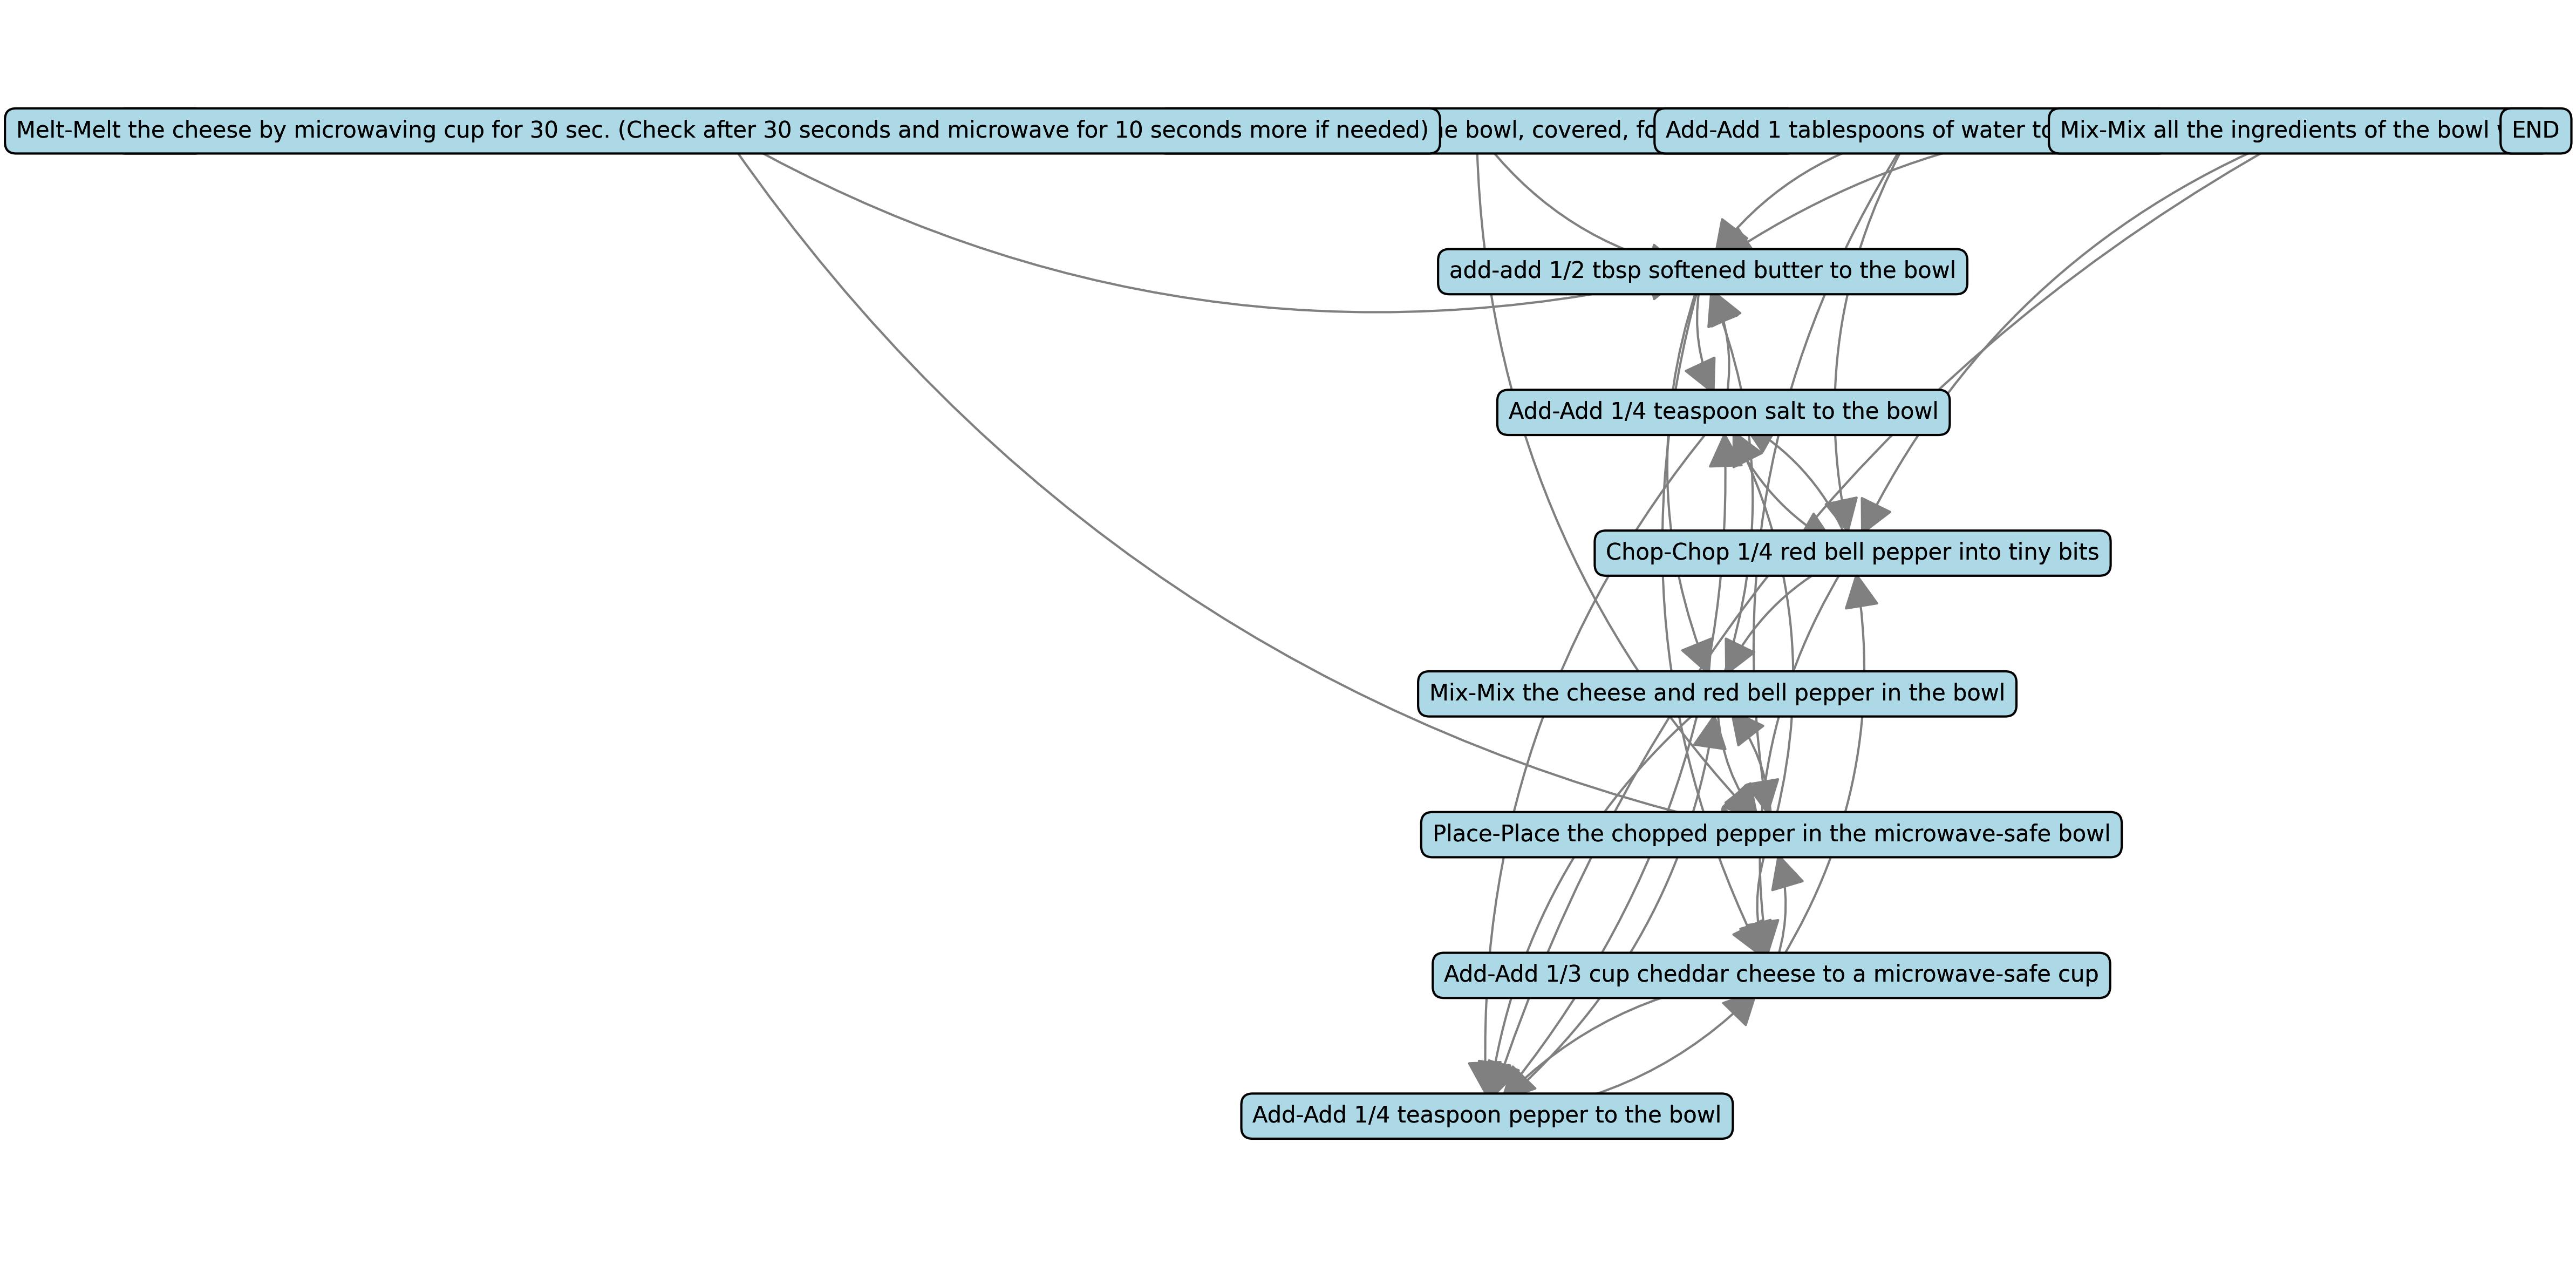 Melt-Melt the cheese by microwaving cup for 30 sec. (Check after 30 seconds and microwave for 10 seconds more if needed)
bowl, covered,
Add-Add 1 tablespoons of water
Mix-Mix all the ingredients of the bowl
END
add-add 1/2 tbsp softened butter to the bowl
Add-Add 1/4 teaspoon salt to the bowl
Chop-Chop 1/4 red bell pepper into tiny bits
Mix-Mix the cheese and red bell pepper in the bowl
Place-Place the chopped pepper in the microwave-safe bowl
Add-Add 1/3 cup cheddar cheese to a microwave-safe cup
Add-Add 1/4 teaspoon pepper to the bowl